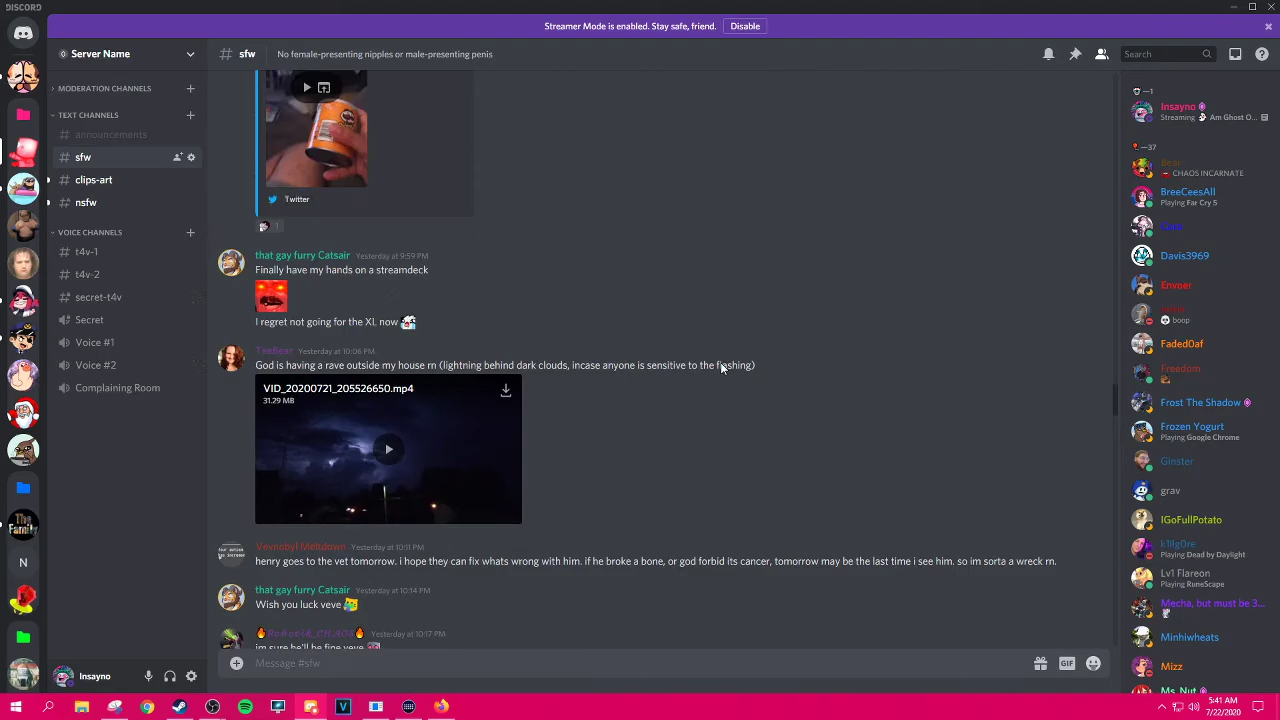 DISCORD
Streamer Mode is enabled. Stay safe, friend. Disable
Server Name
sfw No female-presenting nipples or male-presenting penis
Search
MODERATION CHANNELS
TEXT CHANNELS
announcements
sfw
clips-art
nsfw
VOICE CHANNELS
t4v-1
t4v-2
secret-t4v
Secret
Voice #1
Voice #2
Complaining Room
Insayno
Twitter
1
that gay furry Catsair Yesterday at 9:59 PM
Finally have my hands on a streamdeck
I regret not going for the XL now
TeeBear Yesterday at 10:06 PM
God is having a rave outside my house rn (lightning behind dark clouds, incase anyone is sensitive to the flashing)
VID_20200721_205526650.mp4
31.29 MB
Vevnobyl Meltdown Yesterday at 10:11 PM
henry goes to the vet tomorrow. i hope they can fix whats wrong with him. if he broke a bone, or god forbid its cancer, tomorrow may be the last time i see him. so im sorta a wreck rn.
that gay furry Catsair Yesterday at 10:14 PM
Wish you luck veve
Yesterday at 10:17 PM
im sure he'll be fine veve
Message #sfw
GIF
—1
Insayno
Streaming Am Ghost O...
—37
Bear
CHAOS INCARNATE
BreeCeesAll
Playing Far Cry 5
Davis3969
Envoer
boop
Faded0af
Freedom
Frost The Shadow
Frozen Yogurt
Playing Google Chrome
Ginster
grav
IGoFullPotato
k1llg0re
Playing Dead by Daylight
Lv1 Flareon
Playing RuneScape
Mecha, but must be 3...
Minhiwheats
Mizz
Ms. Nut
The Family
N
5:41 AM
7/22/2020